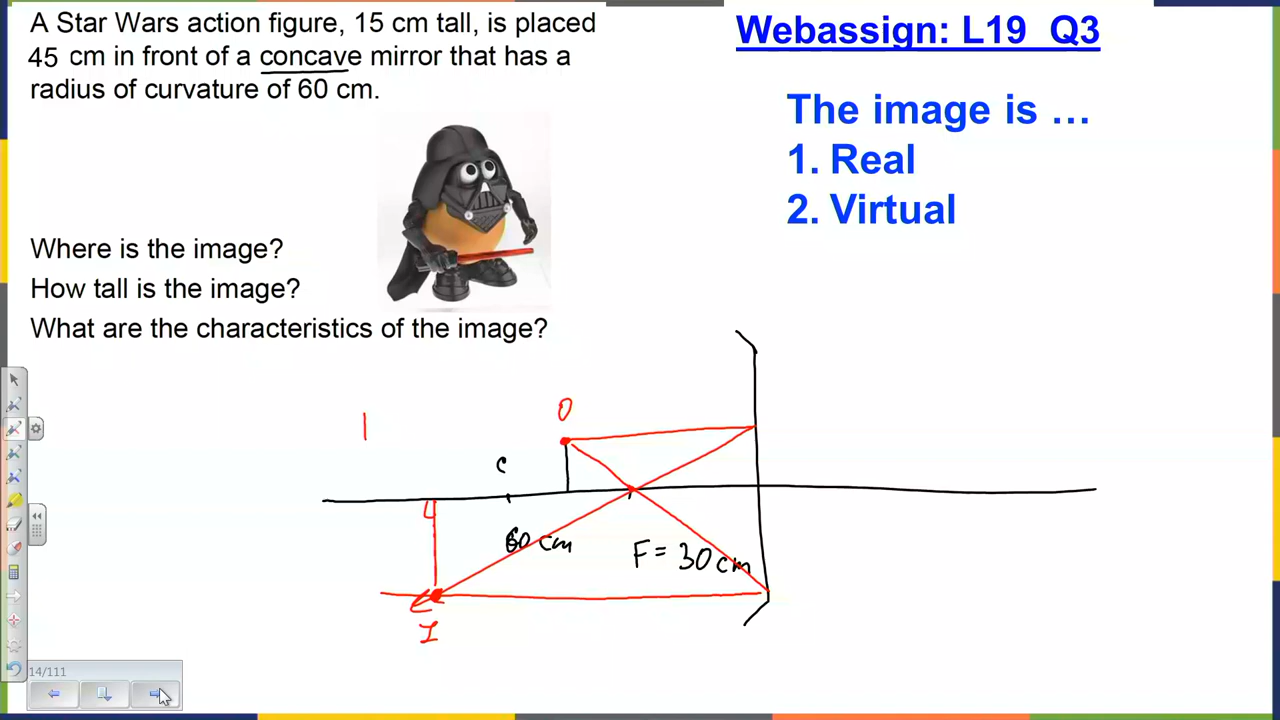 A Star Wars action figure, 15 cm tall, is placed
45 cm in front of a concave mirror that has a
radius of curvature of 60 cm.
Webassign: L19 Q3
The image is …
1. Real
2. Virtual
Where is the image?
How tall is the image?
What are the characteristics of the image?
O
C
60 cm
F = 30 cm
I
14/111